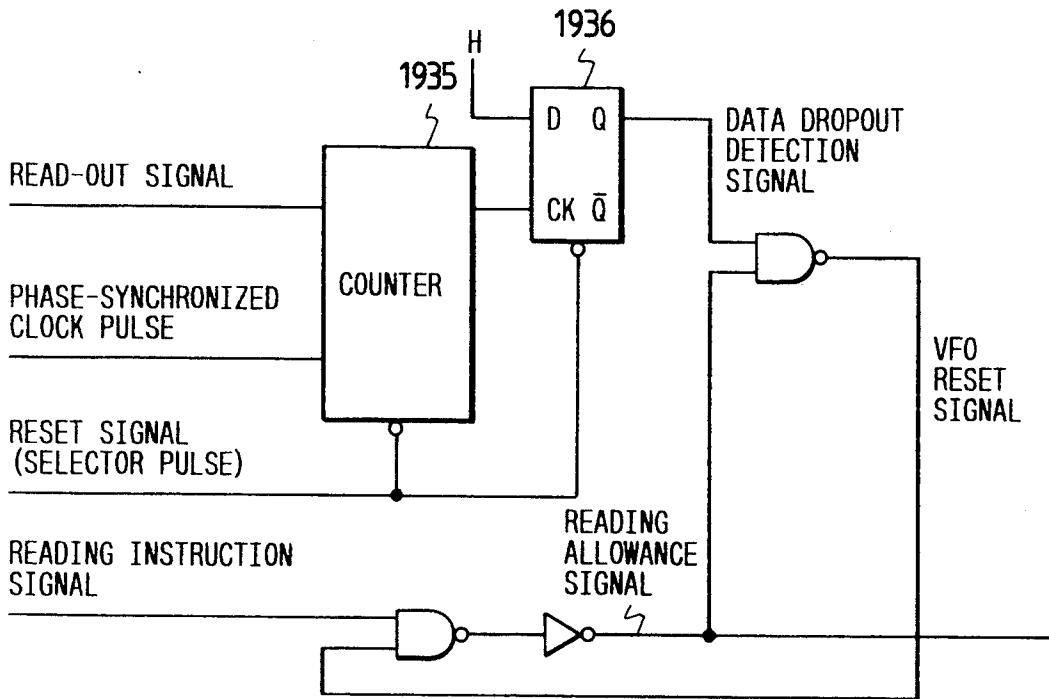 1936
H
1935
D Q
CK Q̅
DATA DROPOUT
DETECTION
SIGNAL
READ-OUT SIGNAL
COUNTER
PHASE-SYNCHRONIZED
CLOCK PULSE
VFO
RESET
SIGNAL
RESET SIGNAL
(SELECTOR PULSE)
READING
ALLOWANCE
SIGNAL
READING INSTRUCTION
SIGNAL